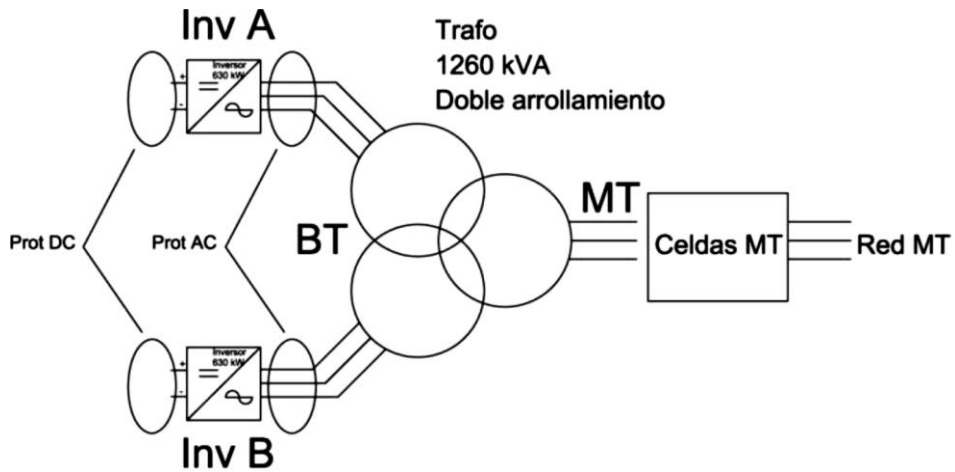 Inv A
Inversor
630 kW
+
-
Trafo
1260 kVA
Doble arrollamiento
Prot DC
Prot AC
BT
MT
Celdas MT
Red MT
Inversor
630 kW
+
-
Inv B